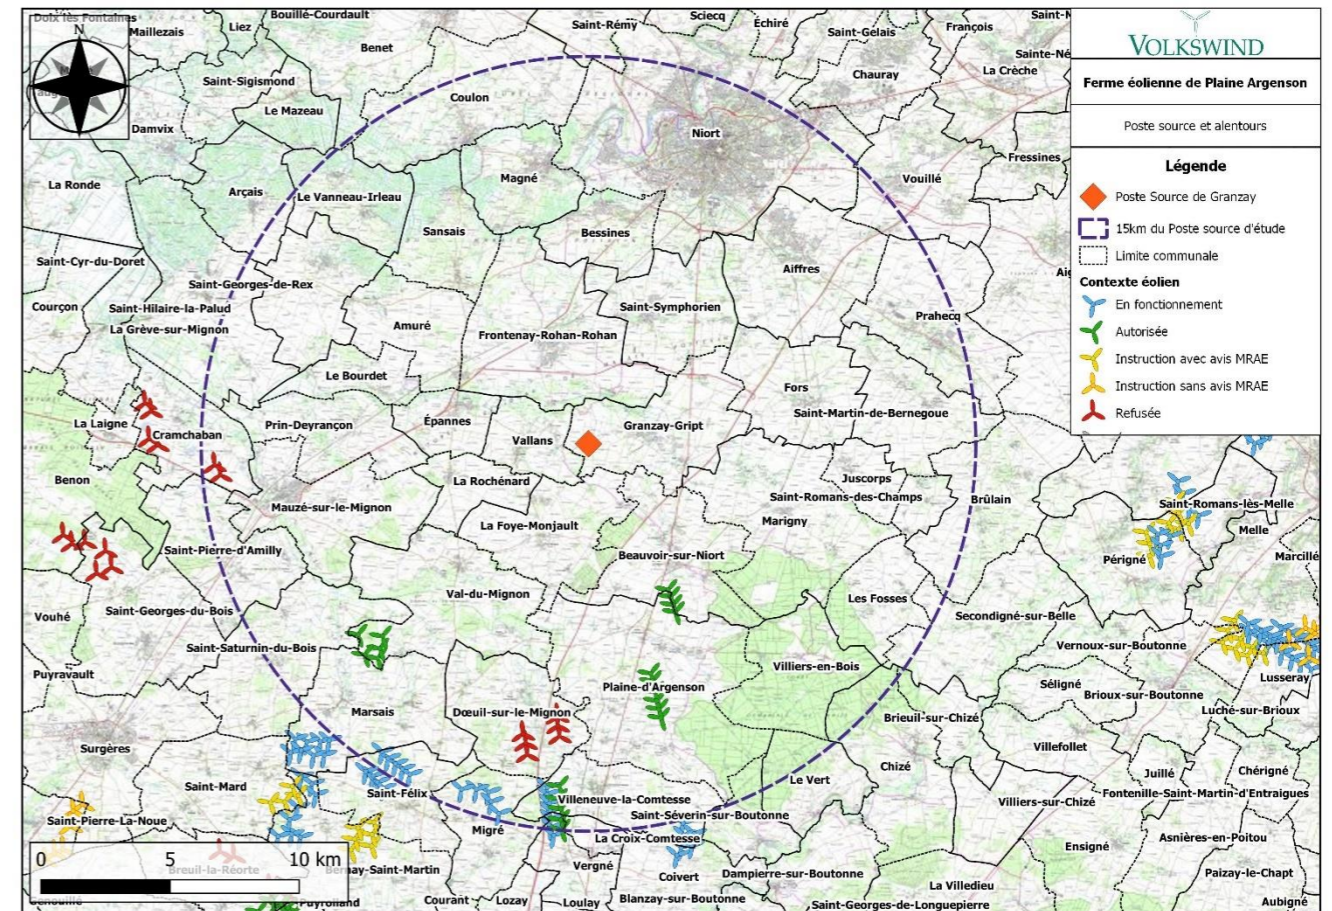 Doix les Fontaines
Maillezais
Liez
Bouillé-Courdault
Benet
Saint-Rémy
Sciecq
Échiré
Saint-Gelais
François
VOLKSWIND
Ferme éolienne de Plaine Argenson
Poste source et alentours
Légende
Poste Source de Granzay
15km du Poste source d'étude
Limite communale
Contexte éolien
En fonctionnement
Autorisée
Instruction avec avis MRAE
Instruction sans avis MRAE
Refusée
N
Saint-Sigismond
Le Mazeau
Damvix
Coulon
Chauray
La Crèche
Niort
Fressines
La Ronde
Arçais
Le Vanneau-Irleau
Magné
Vouillé
Sansais
Bessines
Saint-Cyr-du-Doret
Aiffres
Saint-Georges-de-Rex
Courçon
Saint-Hilaire-la-Palud
La Grève-sur-Mignon
Amuré
Frontenay-Rohan-Rohan
Saint-Symphorien
Prahecq
Le Bourdet
Fors
Saint-Martin-de-Bernegoue
La Laigne
Cramchaban
Prin-Deyrançon
Épannes
Vallans
Granzay-Gript
Benon
Mauzé-sur-le-Mignon
La Rochénard
Juscorps
Saint-Romans-des-Champs
Brûlain
Saint-Romans-lès-Melle
La Foye-Monjault
Marigny
Melle
Saint-Pierre-d'Amilly
Beauvoir-sur-Niort
Périgné
Marcillé
Vouhé
Saint-Georges-du-Bois
Val-du-Mignon
Les Fosses
Secondigné-sur-Belle
Saint-Saturnin-du-Bois
Vernoux-sur-Boutonne
Puyravault
Villiers-en-Bois
Séligné
Lusseray
Plaine-d'Argenson
Brioux-sur-Boutonne
Marsais
Dœuil-sur-le-Mignon
Brieuil-sur-Chizé
Luché-sur-Brioux
Surgères
Villefollet
Saint-Mard
Saint-Félix
Le Vert
Chizé
Juillé
Chérigné
Villeneuve-la-Comtesse
Villiers-sur-Chizé
Fontenille-Saint-Martin-d'Entraigues
Saint-Pierre-La-Noue
Migré
Saint-Séverin-sur-Boutonne
La Croix-Comtesse
Ensigné
Asnières-en-Poitou
0 5 10 km
Breuil-la-Réorte
Bernay-Saint-Martin
Vergné
Coivert
Dampierre-sur-Boutonne
Paizay-le-Chapt
La Villedieu
Puyrolland
Courant
Lozay
Loulay
Blanzay-sur-Boutonne
Saint-Georges-de-Longuepierre
Aubigné